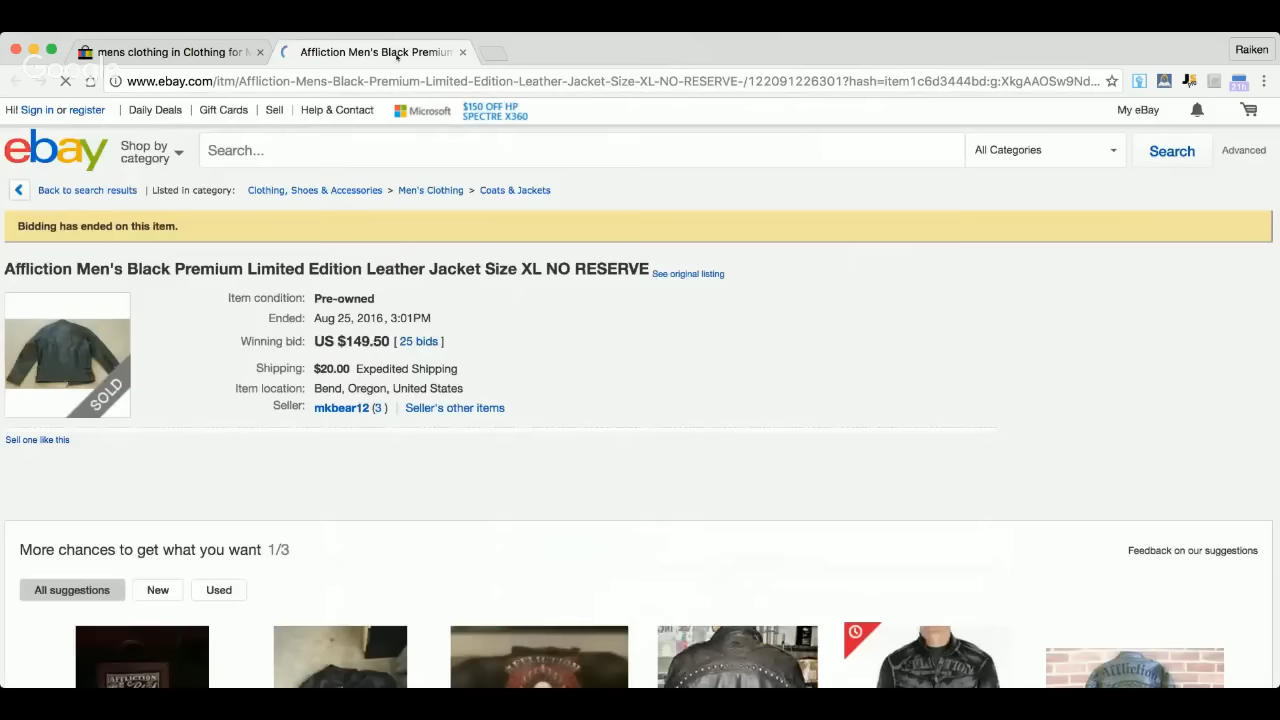 mens clothing in Clothing for M
Affliction Men's Black Premium
Raiken
Google
www.ebay.com/itm/Affliction-Mens-Black-Premium-Limited-Edition-Leather-Jacket-Size-XL-NO-RESERVE-/122091226301?hash=item1c6d3444bd:g:XkgAAOSw9Nd...
21h
Hi! Sign in or register | Daily Deals | Gift Cards | Sell | Help & Contact
Microsoft
$150 OFF HP
SPECTRE X360
My eBay
ebay
Shop by
category
Search...
All Categories
Search
Advanced
Back to search results | Listed in category: Clothing, Shoes & Accessories > Men's Clothing > Coats & Jackets
Bidding has ended on this item.
Affliction Men's Black Premium Limited Edition Leather Jacket Size XL NO RESERVE See original listing
SOLD
Item condition: Pre-owned
Ended: Aug 25, 2016 , 3:01PM
Winning bid: US $149.50 [ 25 bids ]
Shipping: $20.00 Expedited Shipping
Item location: Bend, Oregon, United States
Seller: mkbear12 (3 ) | Seller's other items
Sell one like this
More chances to get what you want 1/3
Feedback on our suggestions
All suggestions
New
Used
AFFLICTION
AFFLICTION
AFFLICTION
Affliction